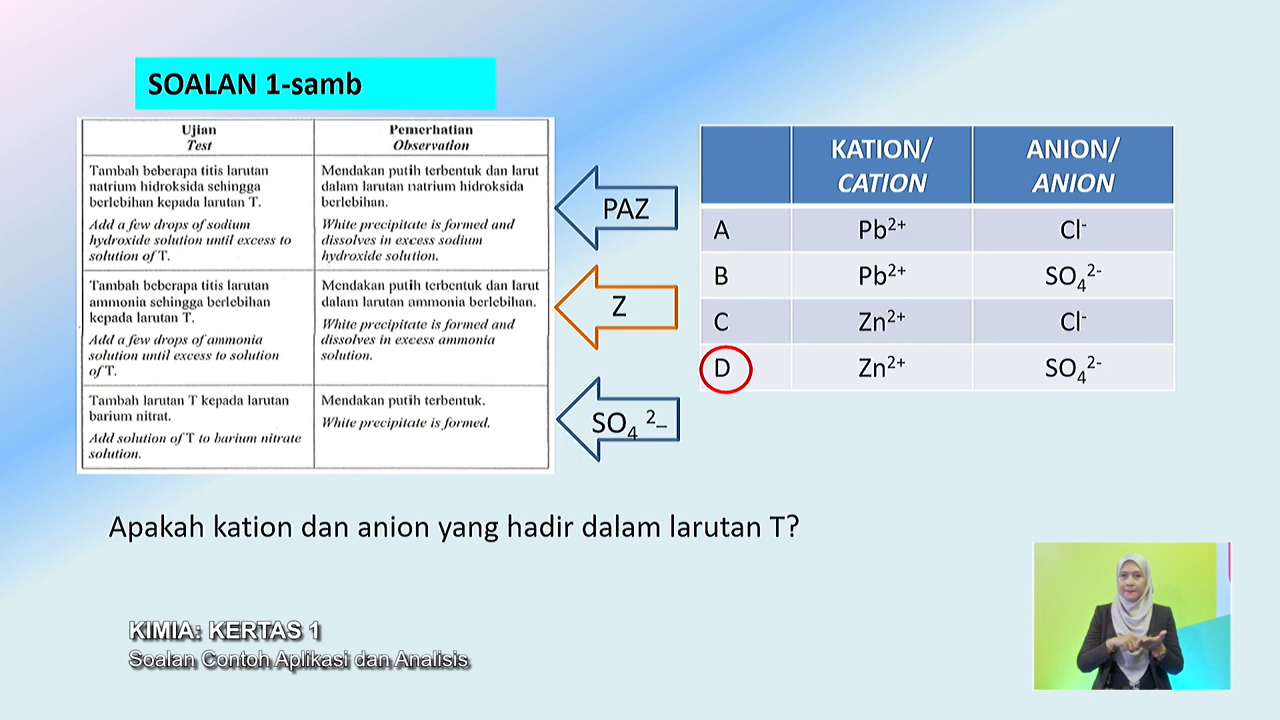 SOALAN 1-samb
Ujian
Test
Pemerhatian
Observation
Tambah beberapa titis larutan
natrium hidroksida sehingga
berlebihan kepada larutan T.
Add a few drops of sodium
hydroxide solution until excess to
solution of T.
Mendakan putih terbentuk dan larut
dalam larutan natrium hidroksida
berlebihan.
White precipitate is formed and
dissolves in excess sodium
hydroxide solution.
Tambah beberapa titis larutan
ammonia sehingga berlebihan
kepada larutan T.
Add a few drops of ammonia
solution until excess to solution
of T.
Mendakan putih terbentuk dan larut
dalam larutan ammonia berlebihan.
White precipitate is formed and
dissolves in excess ammonia
solution.
Tambah larutan T kepada larutan
barium nitrat.
Add solution of T to barium nitrate
solution.
Mendakan putih terbentuk.
White precipitate is formed.
PAZ
Z
SO₄ ²–
KATION/
CATION
ANION/
ANION
A Pb²⁺ Cl⁻
B Pb²⁺ SO₄²⁻
C Zn²⁺ Cl⁻
D Zn²⁺ SO₄²⁻
Apakah kation dan anion yang hadir dalam larutan T?
KIMIA: KERTAS 1
Soalan Contoh Aplikasi dan Analisis